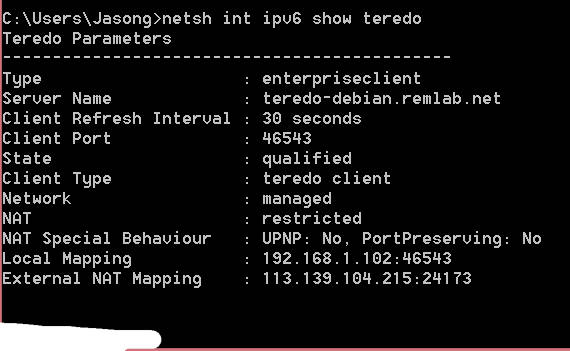 C:\Users\Jasong>netsh int ipv6 show teredo
Teredo Parameters
---------------------------------------------
Type : enterpriseclient
Server Name : teredo-debian.remlab.net
Client Refresh Interval : 30 seconds
Client Port : 46543
State : qualified
Client Type : teredo client
Network : managed
NAT : restricted
NAT Special Behaviour : UPNP: No, PortPreserving: No
Local Mapping : 192.168.1.102:46543
External NAT Mapping : 113.139.104.215:24173